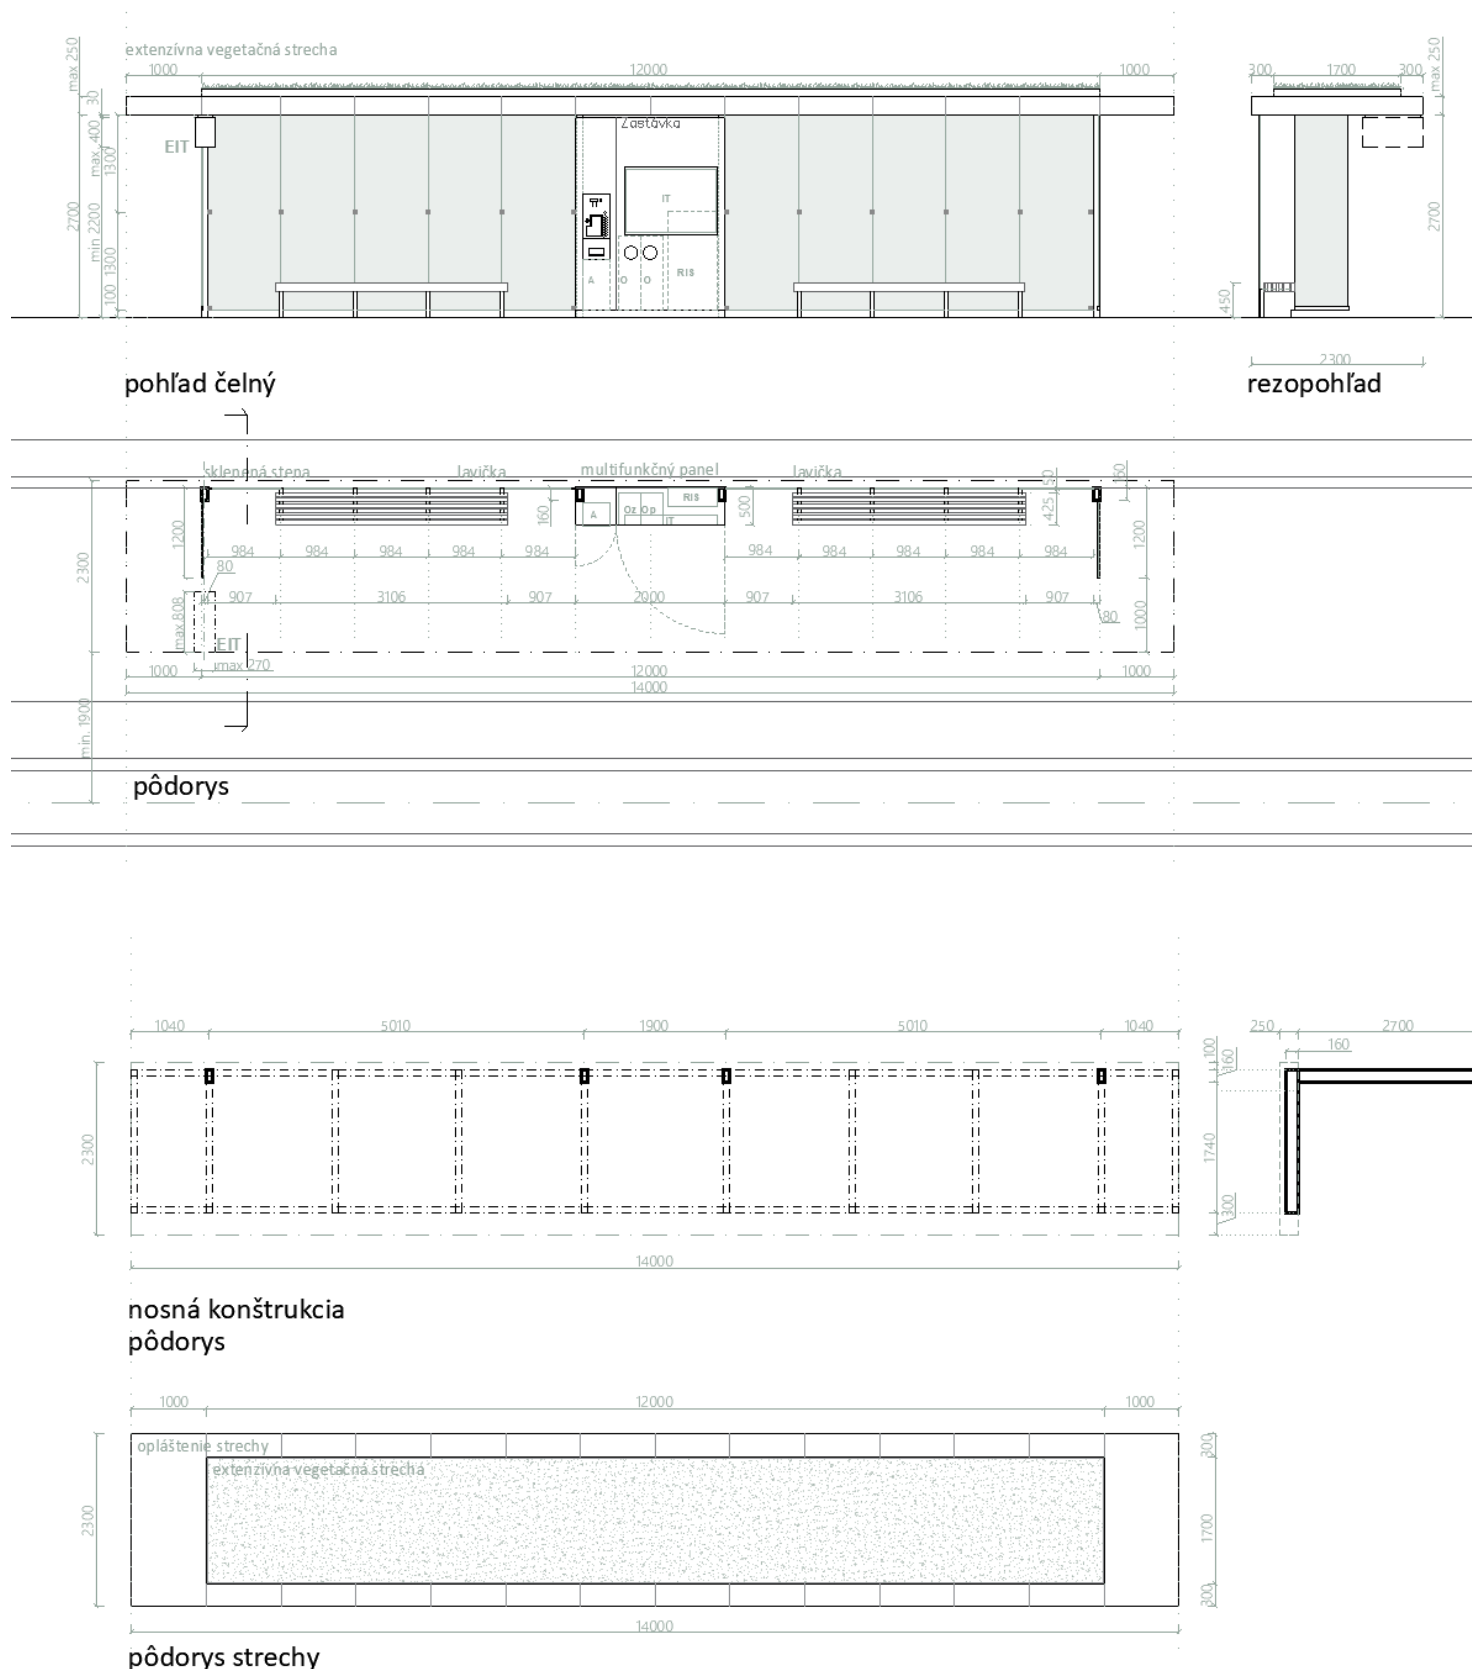 extenzívna vegetačná strecha
1000
12000
1000
300
1700
300
max 250
max 250
30
max. 400
1300
2700
min 2200
1300
100
EIT
Zastávka
IT
A
O
O
RIS
2700
450
2300
pohľad čelný
rezopohľad
sklenená stena
lavička
multifunkčný panel
lavička
50
160
1200
160
A
Oz
Op
RIS
IT
500
425
1200
984
984
984
984
984
984
984
984
984
984
2300
80
907
3106
907
2000
907
3106
907
80
max 808
1000
EIT
max 270
1000
12000
1000
14000
min. 1900
pôdorys
1040
5010
1900
5010
1040
250
2700
160
100
160
2300
1740
300
14000
nosná konštrukcia
pôdorys
1000
12000
1000
opláštenie strechy
extenzívna vegetačná strecha
300
2300
1700
300
14000
pôdorys strechy